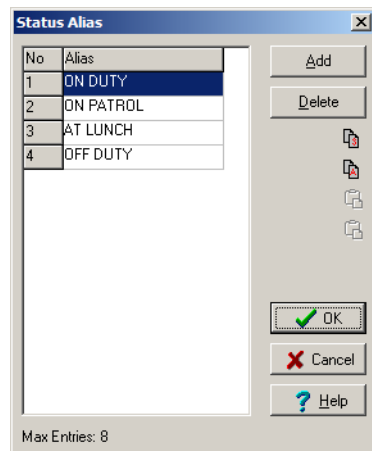 Status Alias
No Alias
1 ON DUTY
2 ON PATROL
3 AT LUNCH
4 OFF DUTY
Add
Delete
S
A
OK
Cancel
? Help
Max Entries: 8